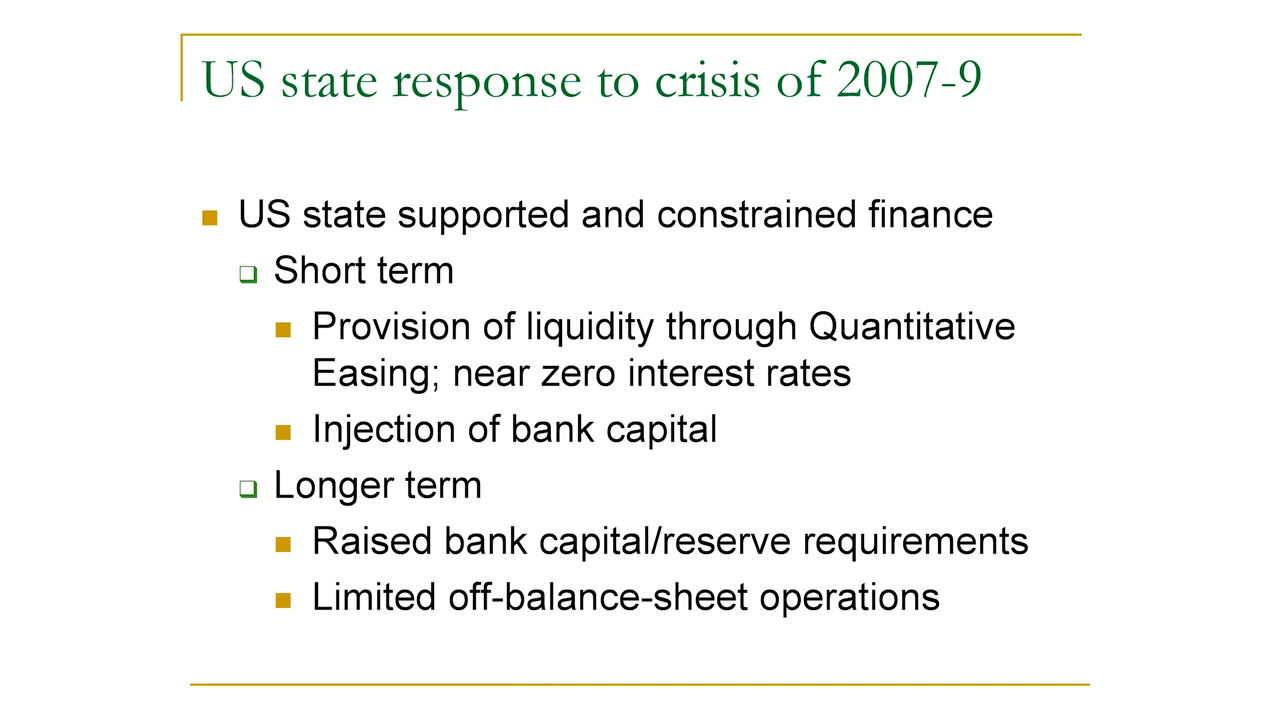 US state response to crisis of 2007-9
US state supported and constrained finance
Short term
Provision of liquidity through Quantitative
Easing; near zero interest rates
Injection of bank capital
Longer term
Raised bank capital/reserve requirements
Limited off-balance-sheet operations